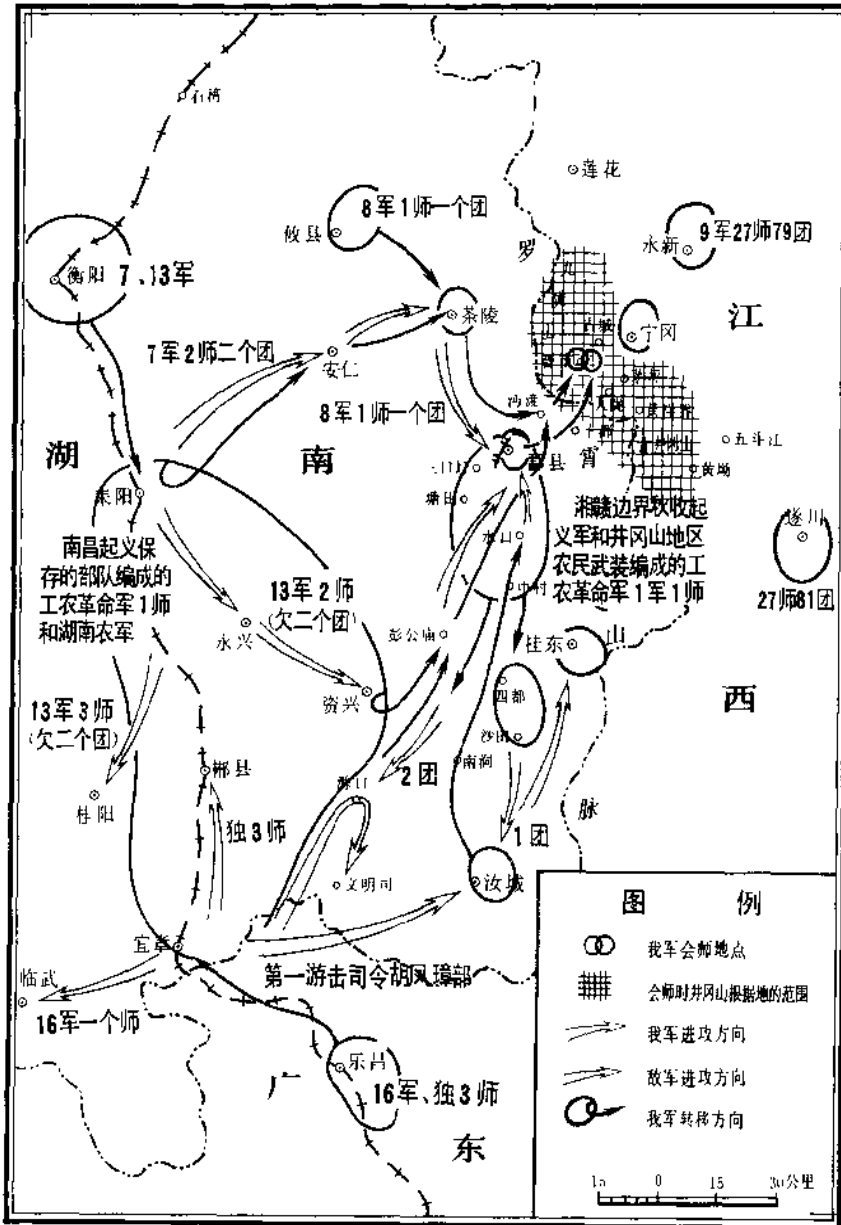 石湾
莲花
攸县
8军1师一个团
罗
永新
9军27师79团
衡阳
7、13军
茶陵
宁冈
江
7军2师二个团
安仁
8军1师一个团
沔渡
湖
南
酃县
霄
五斗江
黄坳
耒阳
塘田
水口
中村
湘赣边界秋收起
义军和井冈山地区
农民武装编成的工
农革命军1军1师
遂川
27师81团
南昌起义保
存的部队编成的
工农革命军1师
和湖南农军
13军2师
(欠二个团)
永兴
彭公庙
桂东
山
资兴
四都
西
13军3师
(欠二个团)
沙田
郴县
南洞
桂阳
2团
脉
独3师
1团
文明司
汝城
宜章
临武
第一游击司令胡凤璋部
16军一个师
乐昌
16军、独3师
广
东
图 例
我军会师地点
会师时井冈山根据地的范围
我军进攻方向
敌军进攻方向
我军转移方向
15 0 15 30公里